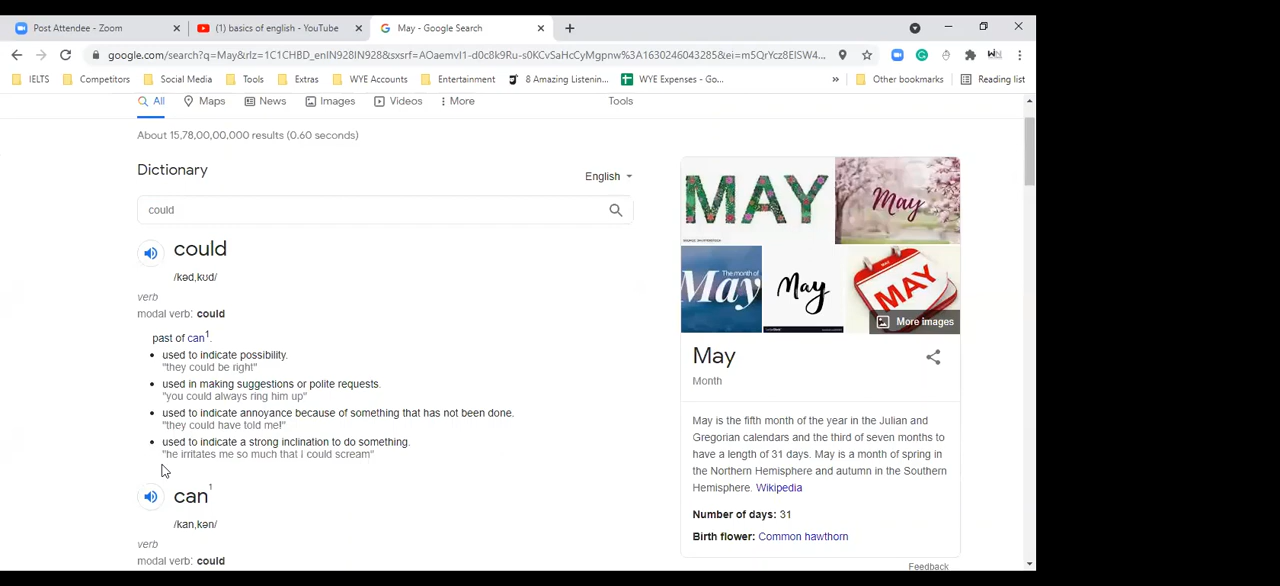 Post Attendee - Zoom
(1) basics of english - YouTube
May - Google Search
google.com/search?q=May&rlz=1C1CHBD_enIN928IN928&sxsrf=AOaemvI1-d0c8k9Ru-s0KCvSaHcCyMgpnw%3A1630246043285&ei=m5QrYcz8EISW4...
IELTS
Competitors
Social Media
Tools
Extras
WYE Accounts
Entertainment
8 Amazing Listenin...
WYE Expenses - Go...
»
Other bookmarks
Reading list
All
Maps
News
Images
Videos
More
Tools
About 15,78,00,00,000 results (0.60 seconds)
Dictionary
English
could
could
/kəd,kʊd/
verb
modal verb: could
past of can1.
• used to indicate possibility.
"they could be right"
• used in making suggestions or polite requests.
"you could always ring him up"
• used to indicate annoyance because of something that has not been done.
"they could have told me!"
• used to indicate a strong inclination to do something.
"he irritates me so much that I could scream"
can1
/kan,kən/
verb
modal verb: could
MAY
May
The month of
May
May
MAY
More images
May
Month
May is the fifth month of the year in the Julian and
Gregorian calendars and the third of seven months to
have a length of 31 days. May is a month of spring in
the Northern Hemisphere and autumn in the Southern
Hemisphere. Wikipedia
Number of days: 31
Birth flower: Common hawthorn
Feedback